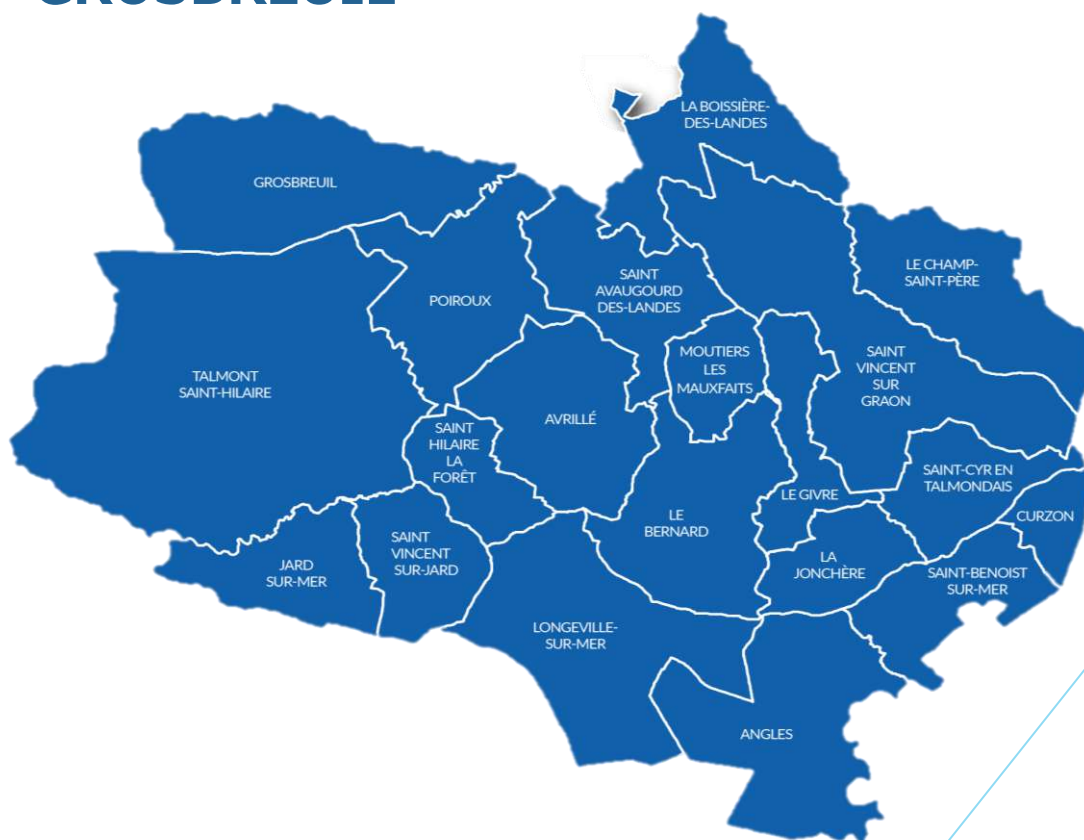 GROSBREUIL
LA BOISSIÈRE-
DES-LANDES
GROSBREUIL
LE CHAMP-
SAINT-PÈRE
SAINT
AVAUGOURD
DES-LANDES
POIROUX
MOUTIERS
LES
MAUXFAITS
SAINT
VINCENT
SUR
GRAON
TALMONT
SAINT-HILAIRE
AVRILLÉ
SAINT
HILAIRE
LA
FORÊT
SAINT-CYR EN
TALMONDAIS
LE GIVRE
CURZON
LE
BERNARD
SAINT
VINCENT
SUR-JARD
LA
JONCHÈRE
JARD
SUR-MER
SAINT-BENOIST
SUR-MER
LONGEVILLE-
SUR-MER
ANGLES